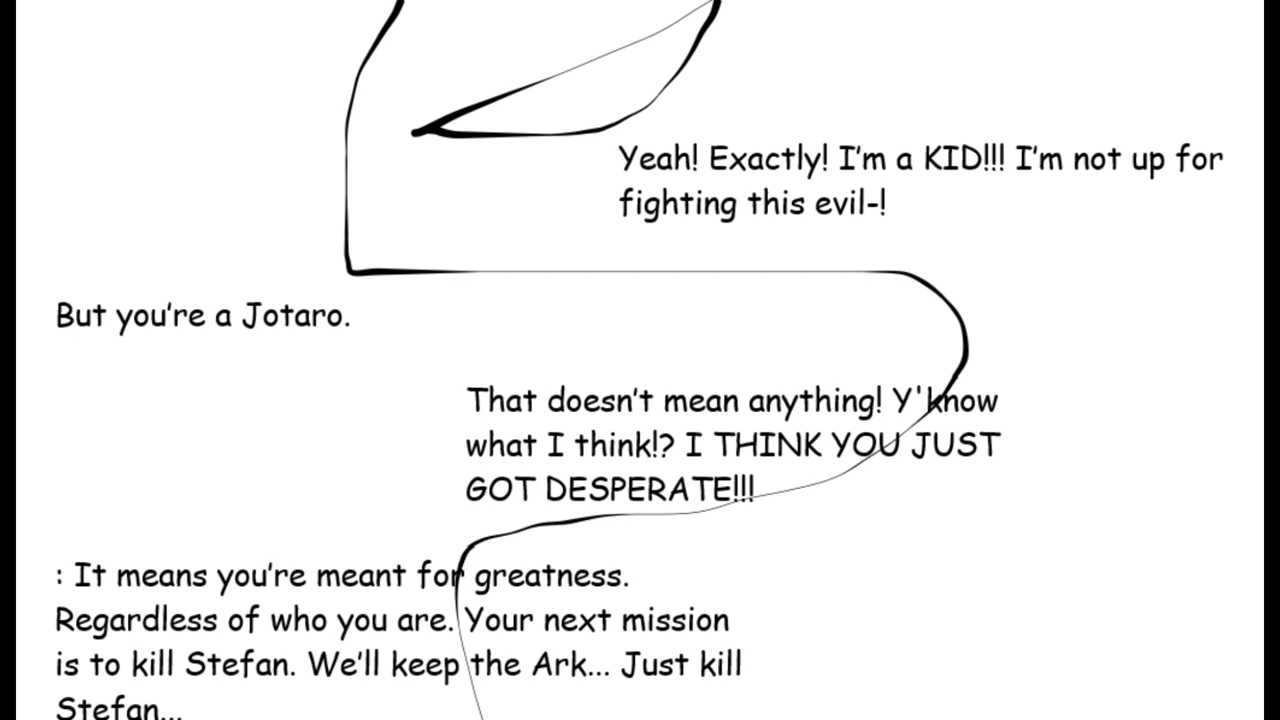 Yeah! Exactly! I'm a KID!!! I'm not up for
fighting this evil-!
But you're a Jotaro.
That doesn't mean anything! Y'know
what I think!? I THINK YOU JUST
GOT DESPERATE!!!
: It means you're meant for greatness.
Regardless of who you are. Your next mission
is to kill Stefan. We'll keep the Ark... Just kill
Stefan...